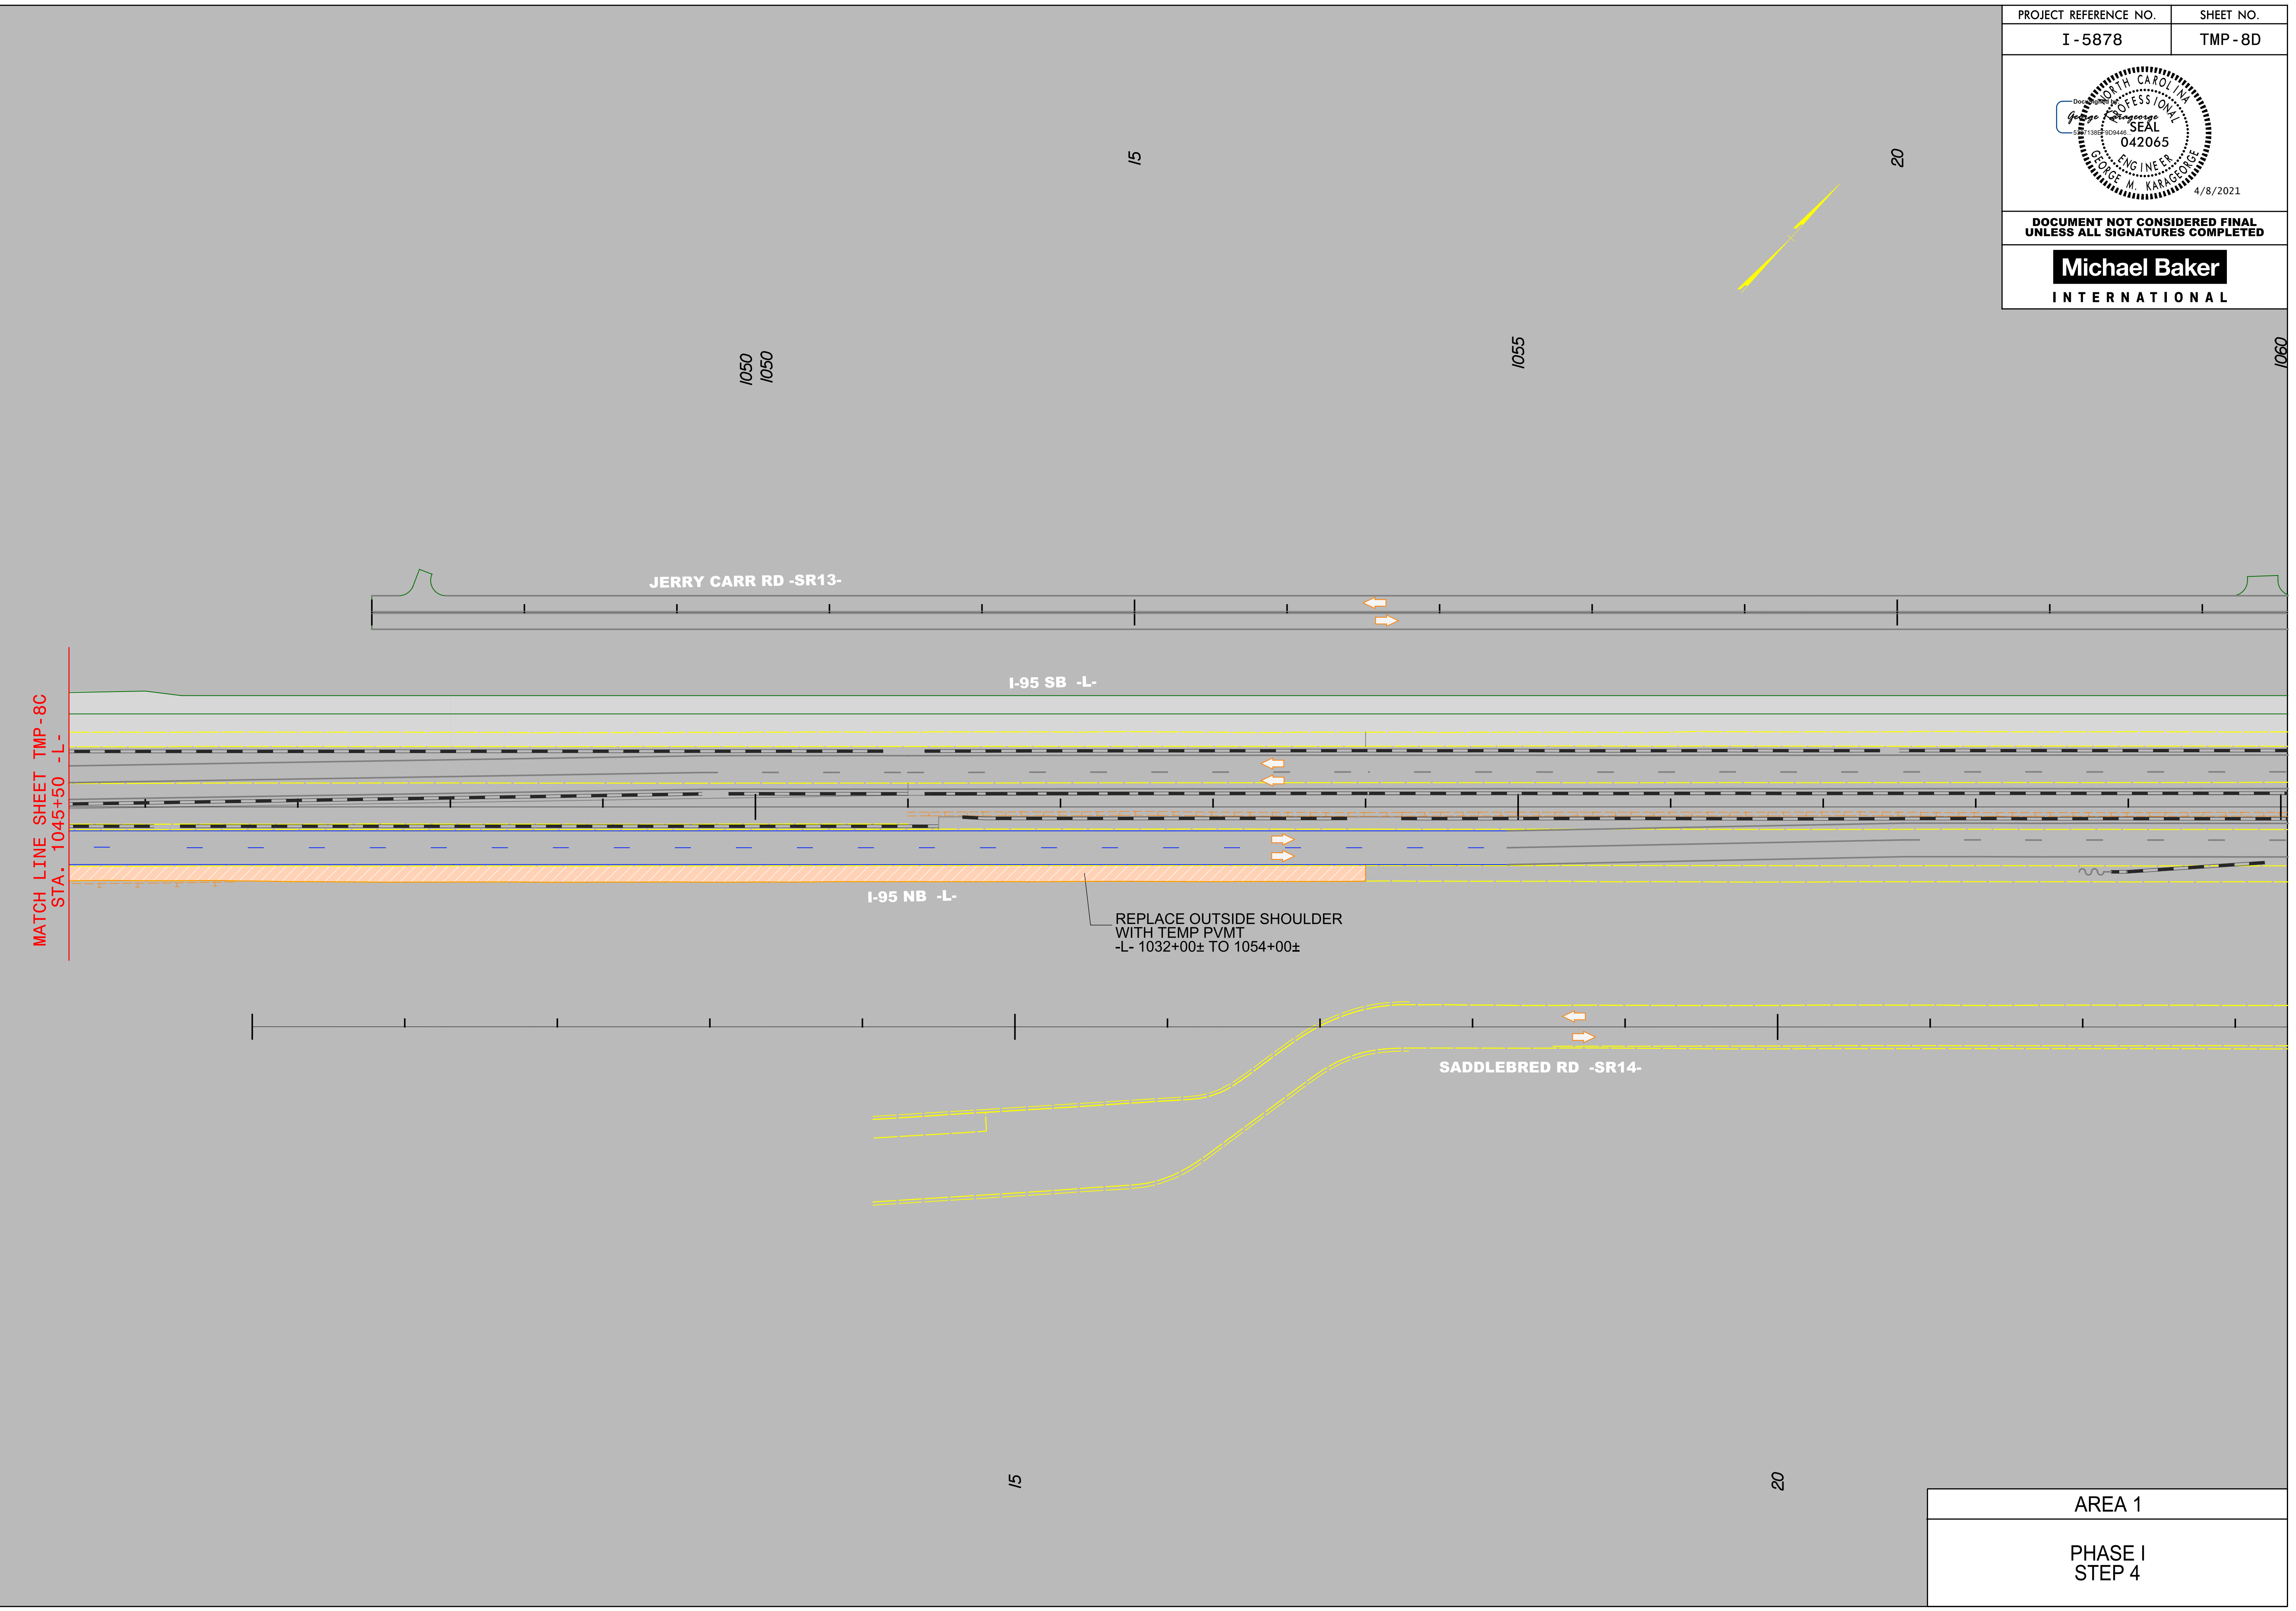 PROJECT REFERENCE NO.
SHEET NO.
I-5878
TMP-8D
NORTH CAROLINA
PROFESSIONAL
SEAL
042065
ENGINEER
GEORGE M. KARAGEORGE
George Karageorge
4/8/2021
DOCUMENT NOT CONSIDERED FINAL
UNLESS ALL SIGNATURES COMPLETED
Michael Baker
INTERNATIONAL
15
20
1050
1050
1055
1060
JERRY CARR RD -SR13-
I-95 SB -L-
MATCH LINE SHEET TMP-8C
STA. 1045+50 -L-
I-95 NB -L-
REPLACE OUTSIDE SHOULDER
WITH TEMP PVMT
-L- 1032+00± TO 1054+00±
SADDLEBRED RD -SR14-
15
20
AREA 1
PHASE I
STEP 4